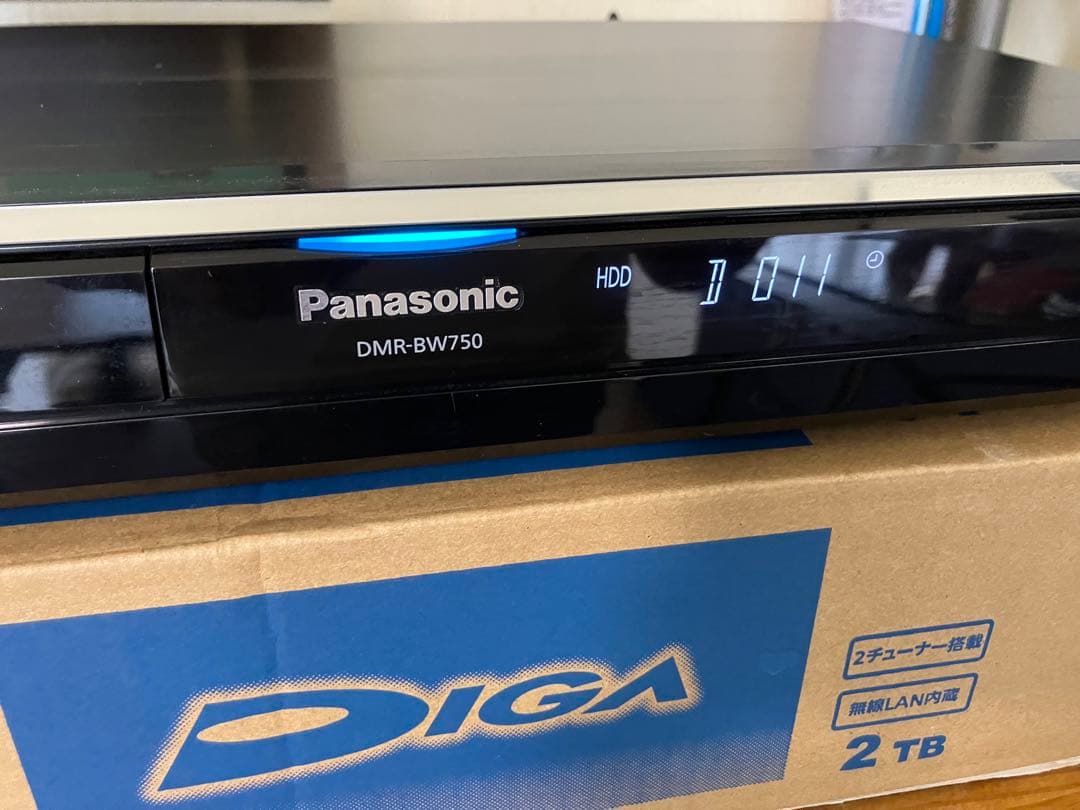 Panasonic
DMR-BW750
HDD
D 011
DIGA
2チューナー搭載
無線LAN内蔵
2 TB